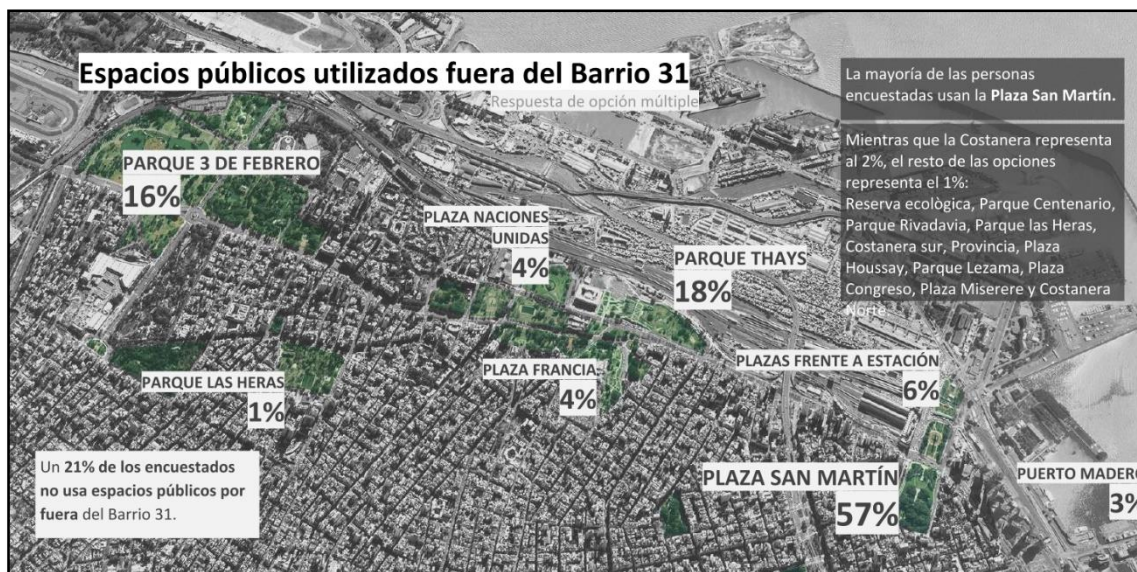 Espacios públicos utilizados fuera del Barrio 31
Respuesta de opción múltiple
La mayoría de las personas
encuestadas usan la Plaza San Martín.
Mientras que la Costanera representa
al 2%, el resto de las opciones
representa el 1%:
Reserva ecològica, Parque Centenario,
Parque Rivadavia, Parque las Heras,
Costanera sur, Provincia, Plaza
Houssay, Parque Lezama, Plaza
Congreso, Plaza Miserere y Costanera
Norte.
PARQUE 3 DE FEBRERO
16%
PLAZA NACIONES
UNIDAS
4%
PARQUE THAYS
18%
PARQUE LAS HERAS
1%
PLAZA FRANCIA
4%
PLAZAS FRENTE A ESTACIÓN
6%
Un 21% de los encuestados
no usa espacios públicos por
fuera del Barrio 31.
PLAZA SAN MARTÍN
57%
PUERTO MADERO
3%